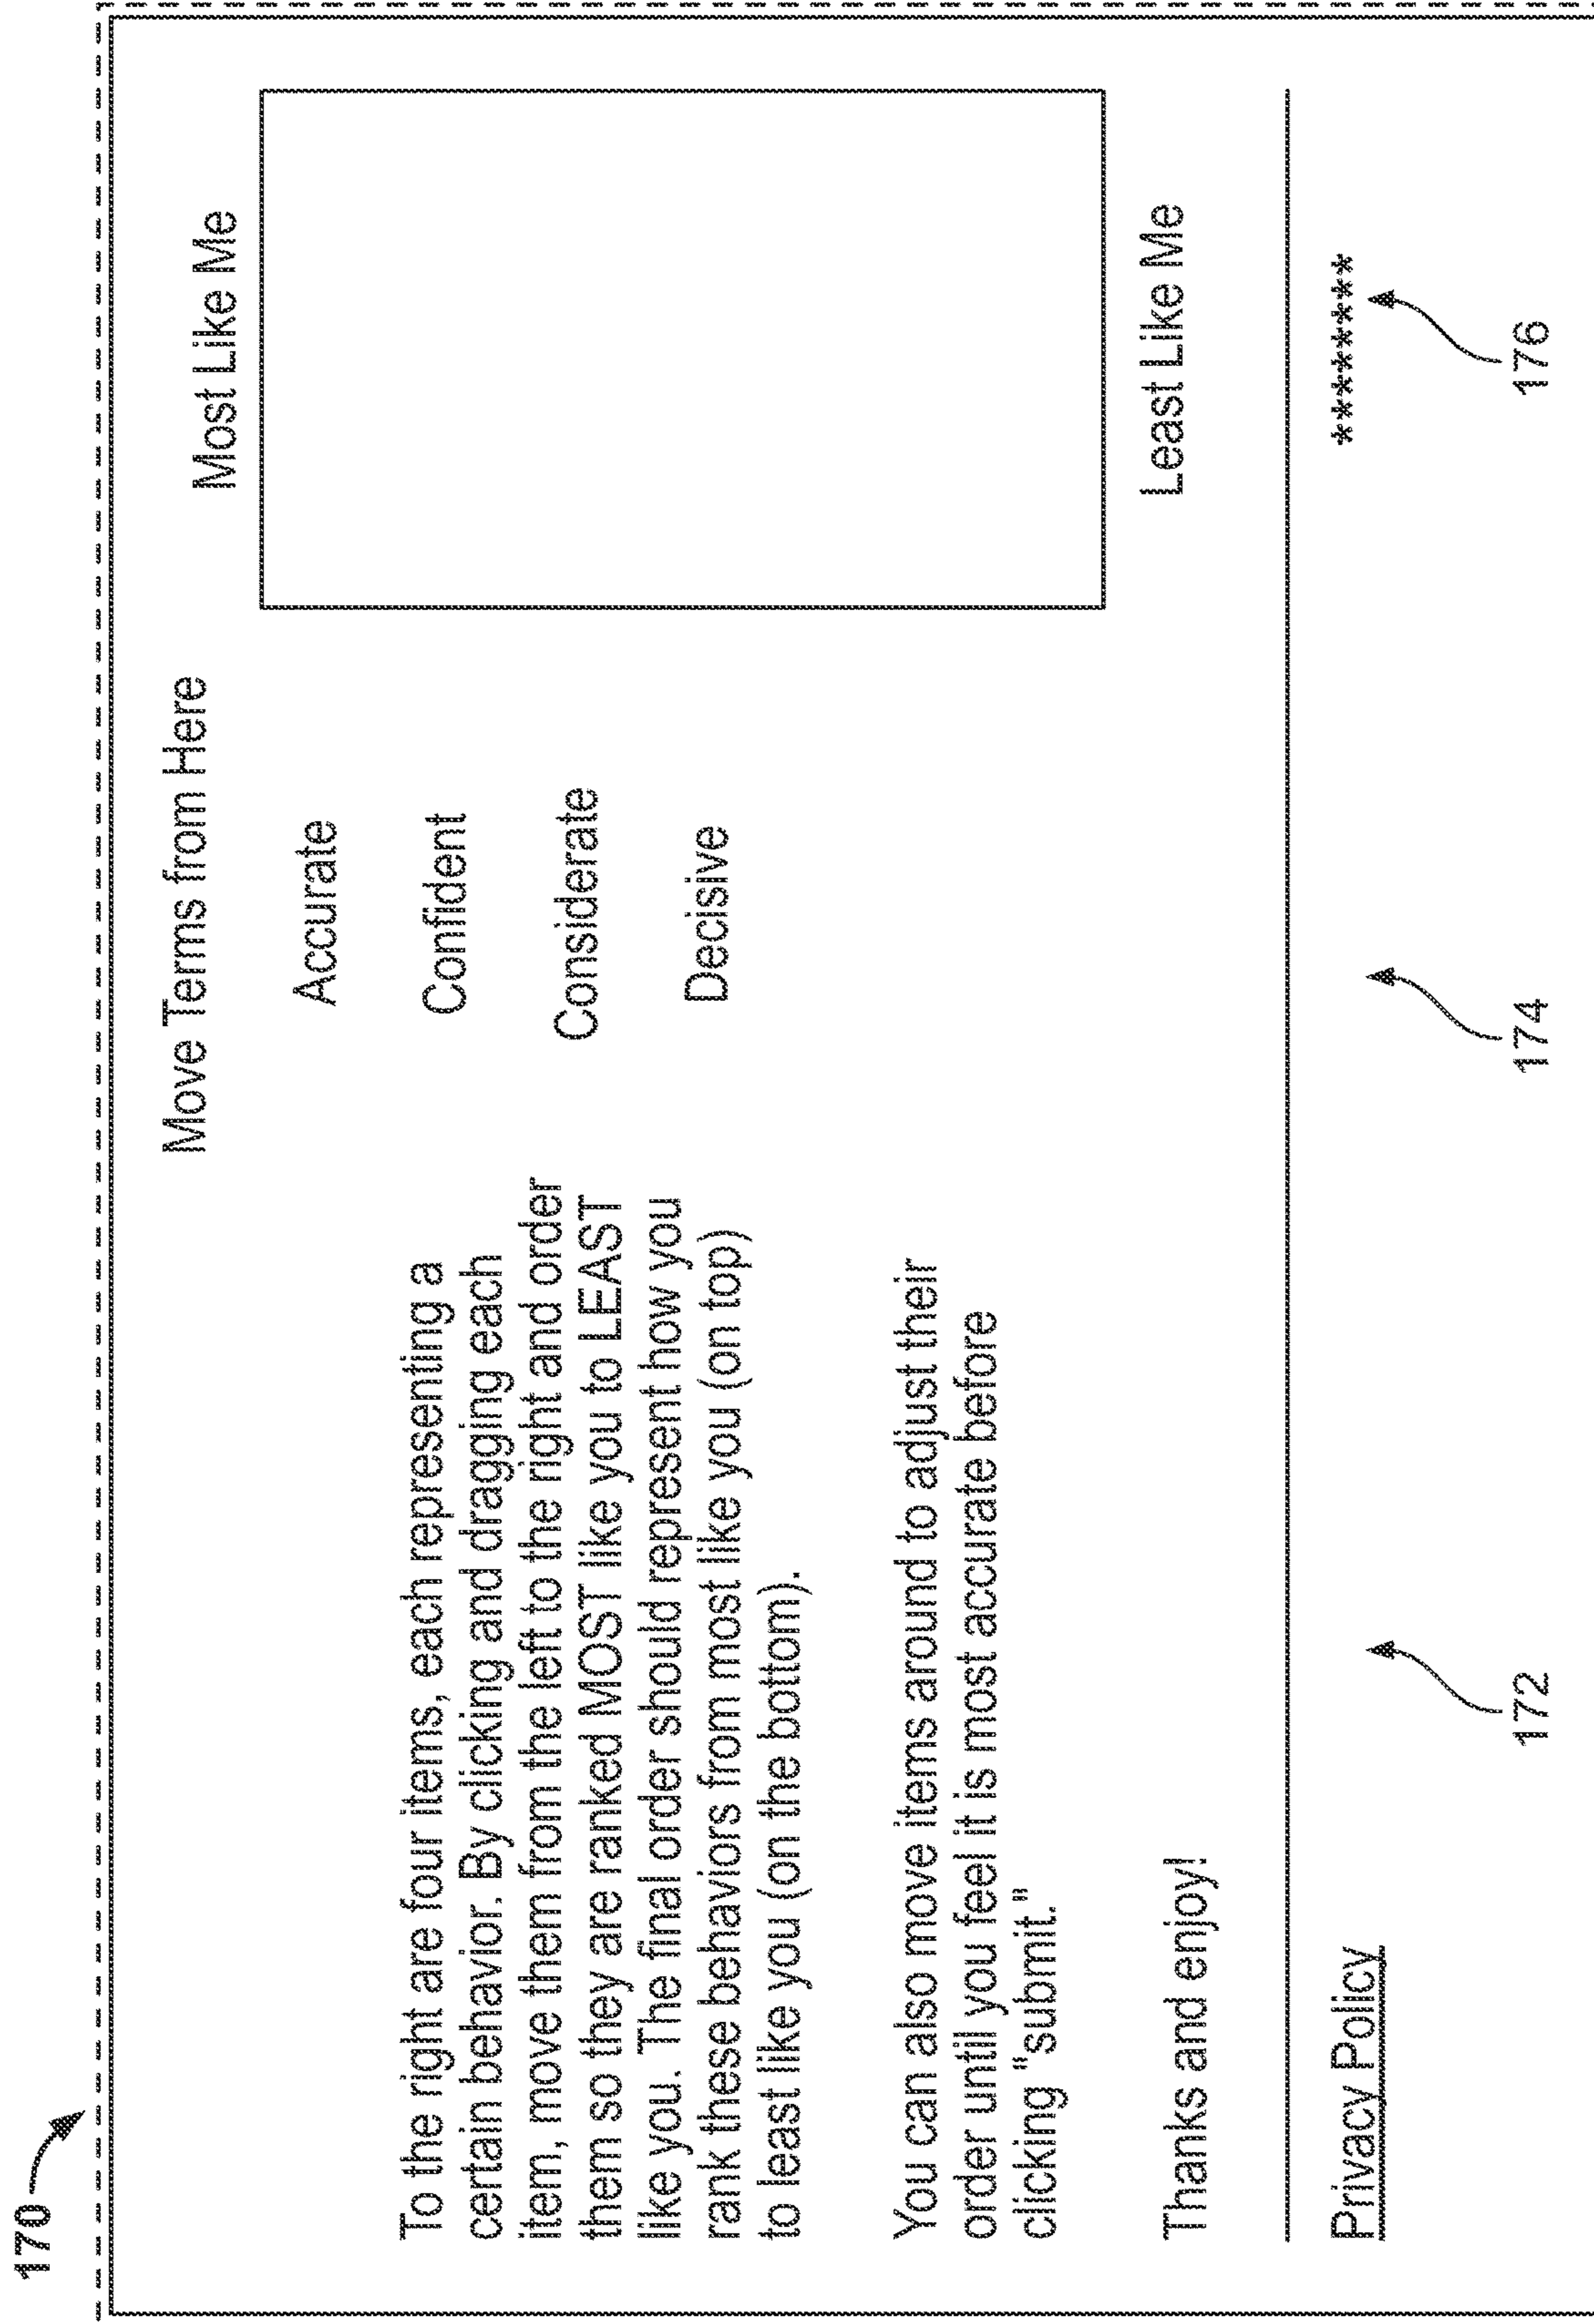 170
Move Terms from Here
Most Like Me
Accurate
Confident
Considerate
Decisive
To the right are four items, each representing a
certain behavior. By clicking and dragging each
item, move them from the left to the right and order
them so they are ranked MOST like you to LEAST
like you. The final order should represent how you
rank these behaviors from most like you (on top)
to least like you (on the bottom).
You can also move items around to adjust their
order until you feel it is most accurate before
clicking "submit."
Thanks and enjoy!
Least Like Me
Privacy Policy
********
172
174
176